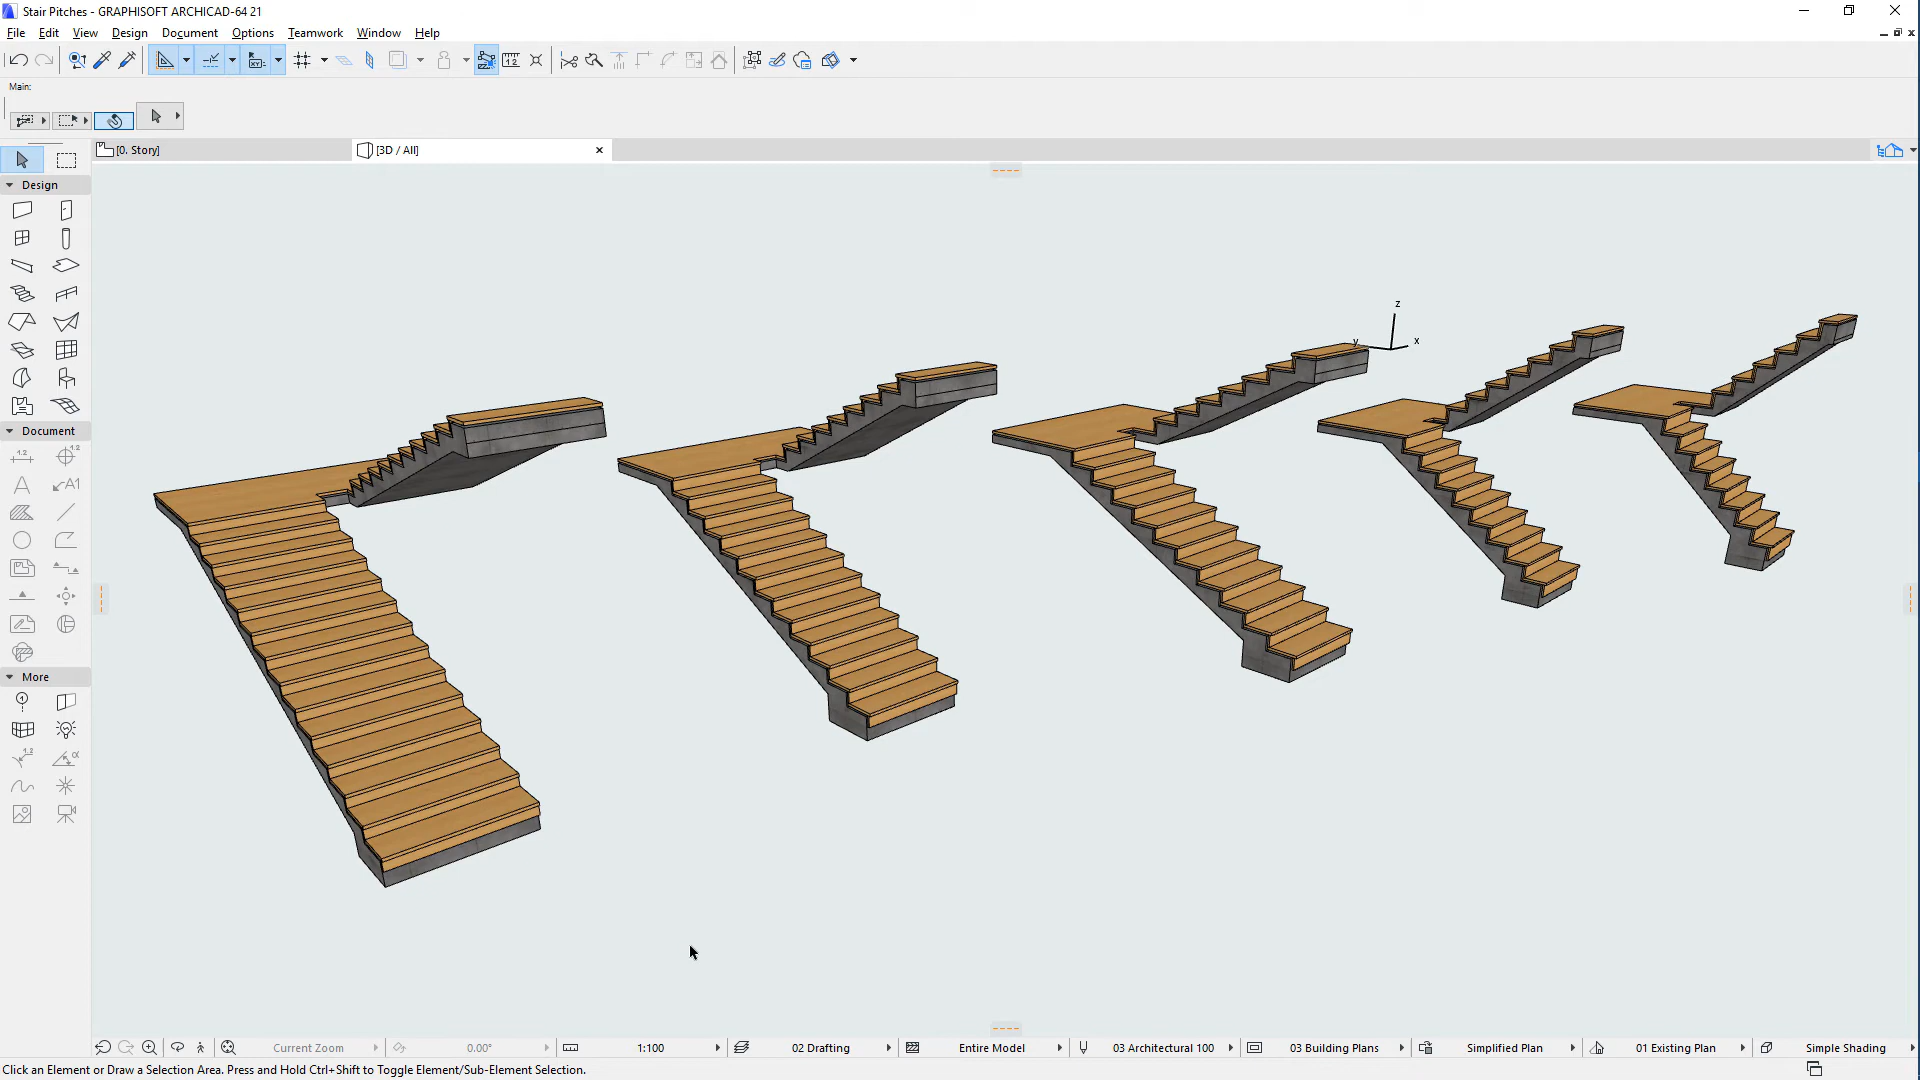 Stair Pitches - GRAPHISOFT ARCHICAD-64 21
File Edit View Design Document Options Teamwork Window Help
Main:
[0. Story] [3D / All]
Design
Document
More
z
y x
Current Zoom 0.00° 1:100 02 Drafting Entire Model 03 Architectural 100 03 Building Plans Simplified Plan 01 Existing Plan Simple Shading
Click an Element or Draw a Selection Area. Press and Hold Ctrl+Shift to Toggle Element/Sub-Element Selection.